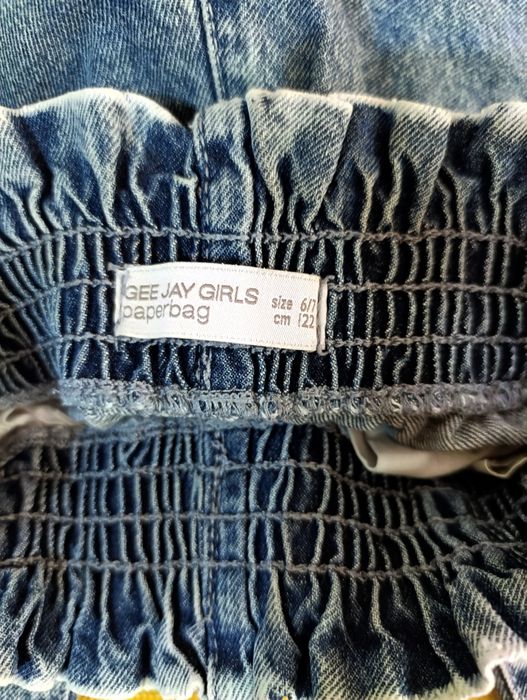 GEE JAY GIRLS
paperbag
size 6/7
cm 122